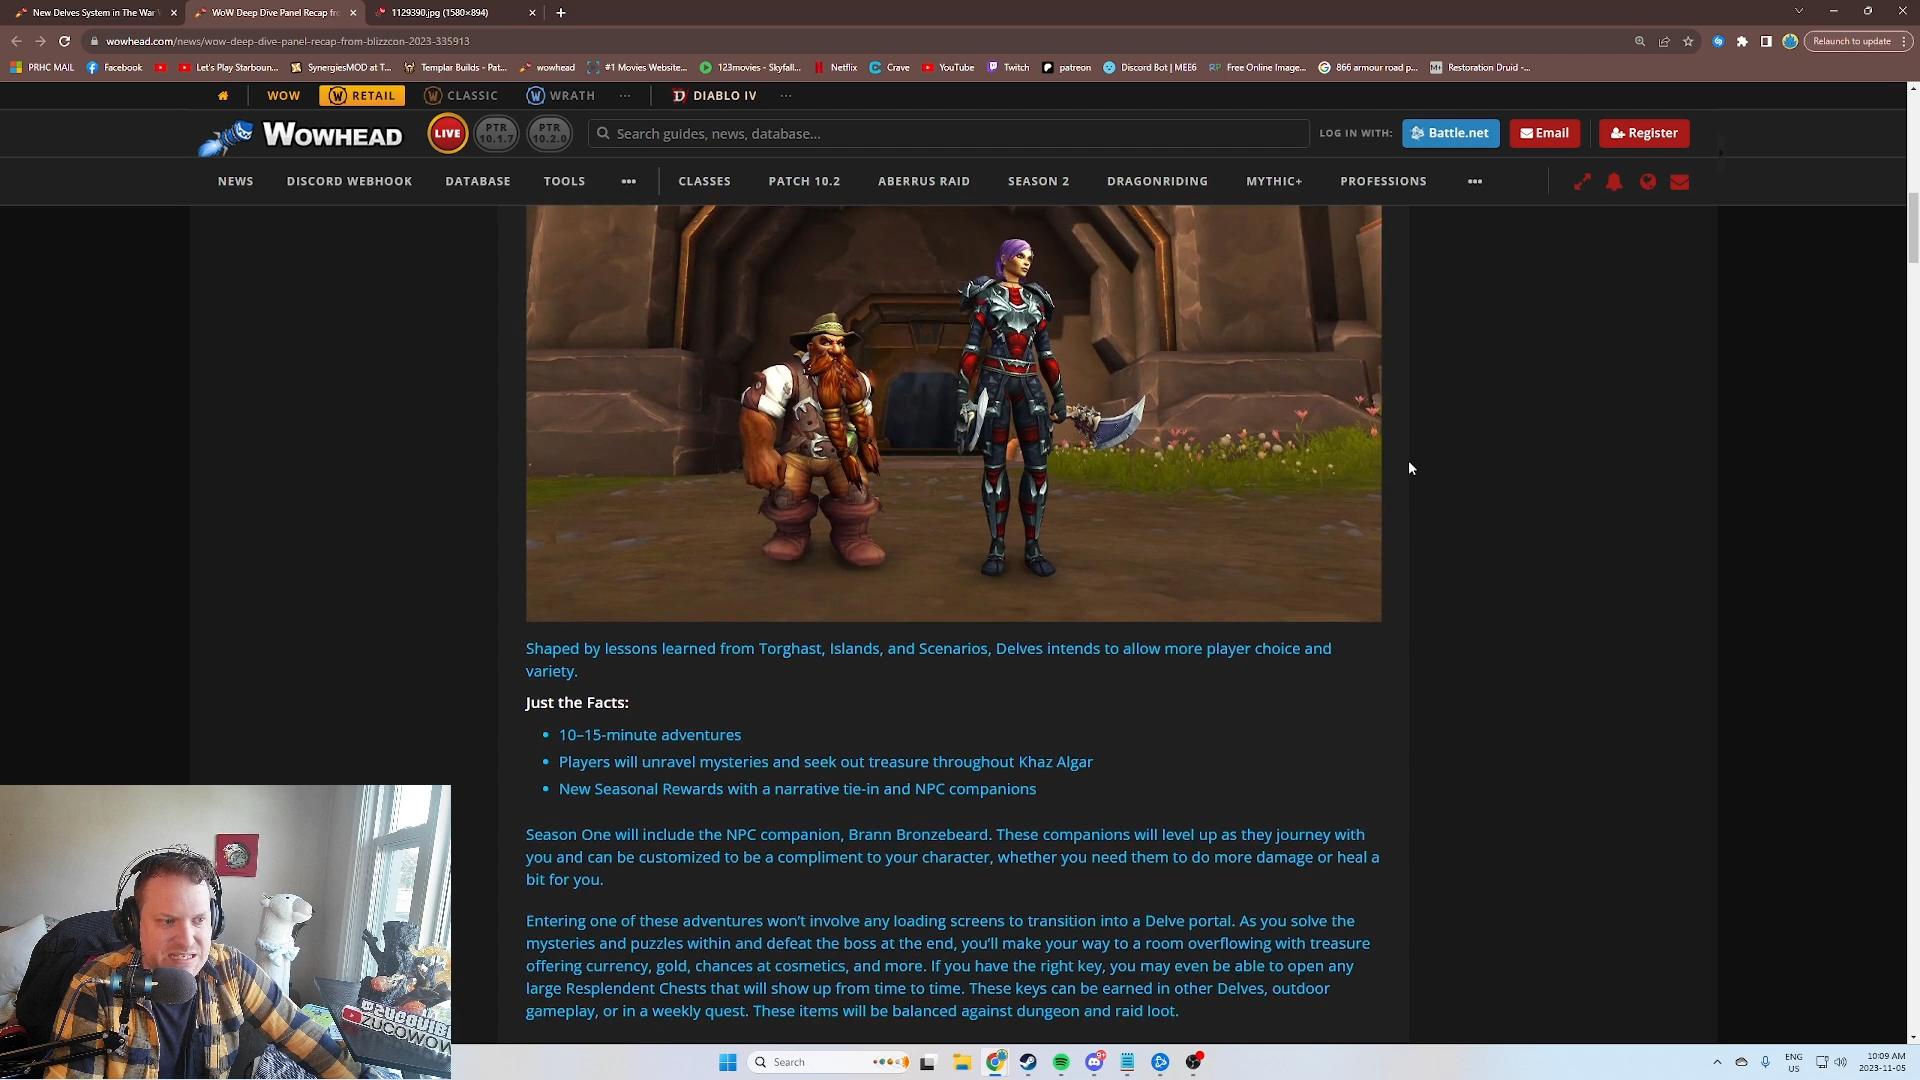 New Delves System in The War
WoW Deep Dive Panel Recap fr
1129390.jpg (1580×894)
wowhead.com/news/wow-deep-dive-panel-recap-from-blizzcon-2023-335913
Relaunch to update
PRHC MAIL
Facebook
Let's Play Starboun...
SynergiesMOD at T...
Templar Builds - Pat...
wowhead
#1 Movies Website...
123movies - Skyfall...
Netflix
Crave
YouTube
Twitch
patreon
Discord Bot | MEE6
Free Online Image...
866 armour road p...
Restoration Druid -...
WOW
RETAIL
CLASSIC
WRATH
...
DIABLO IV
...
WOWHEAD
LIVE
PTR 10.1.7
PTR 10.2.0
Search guides, news, database...
LOG IN WITH:
Battle.net
Email
Register
NEWS
DISCORD WEBHOOK
DATABASE
TOOLS
•••
CLASSES
PATCH 10.2
ABERRUS RAID
SEASON 2
DRAGONRIDING
MYTHIC+
PROFESSIONS
•••
Shaped by lessons learned from Torghast, Islands, and Scenarios, Delves intends to allow more player choice and
variety.
Just the Facts:
• 10–15-minute adventures
• Players will unravel mysteries and seek out treasure throughout Khaz Algar
• New Seasonal Rewards with a narrative tie-in and NPC companions
Season One will include the NPC companion, Brann Bronzebeard. These companions will level up as they journey with
you and can be customized to be a compliment to your character, whether you need them to do more damage or heal a
bit for you.
Entering one of these adventures won't involve any loading screens to transition into a Delve portal. As you solve the
mysteries and puzzles within and defeat the boss at the end, you'll make your way to a room overflowing with treasure
offering currency, gold, chances at cosmetics, and more. If you have the right key, you may even be able to open any
large Resplendent Chests that will show up from time to time. These keys can be earned in other Delves, outdoor
gameplay, or in a weekly quest. These items will be balanced against dungeon and raid loot.
Search
ENG
US
10:09 AM
2023-11-05